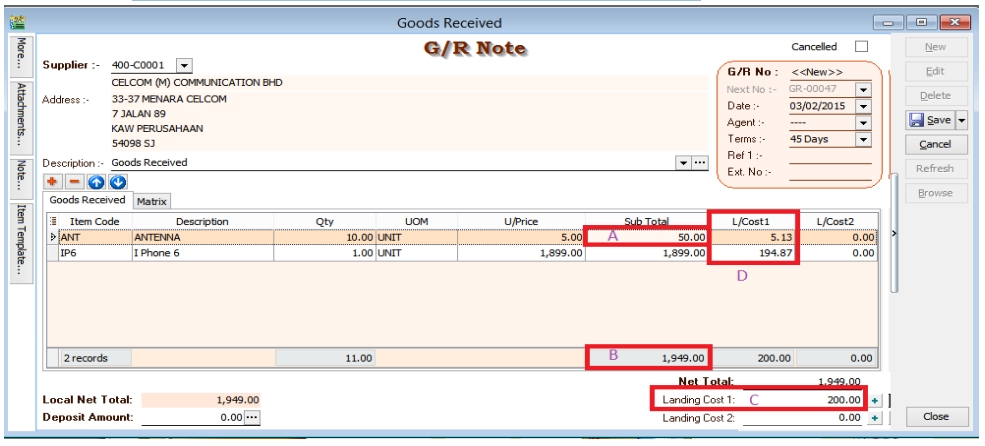 Goods Received
G/R Note
Cancelled
Supplier :- 400-C0001
CELCOM (M) COMMUNICATION BHD
Address :- 33-37 MENARA CELCOM
7 JALAN 89
KAW PERUSAHAAN
54098 SJ
Description :- Goods Received
G/R No : <<New>>
Next No :- GR-00047
Date :- 03/02/2015
Agent :- ----
Terms :- 45 Days
Ref 1 :-
Ext. No :-
More...
Attachments...
Note...
Item Template...
New
Edit
Delete
Save
Cancel
Refresh
Browse
Goods Received Matrix
Item Code Description Qty UOM U/Price Sub Total L/Cost1 L/Cost2
ANT ANTENNA 10.00 UNIT 5.00 A 50.00 5.13 0.00
IP6 I Phone 6 1.00 UNIT 1,899.00 1,899.00 194.87 0.00
D
2 records 11.00 B 1,949.00 200.00 0.00
Net Total: 1,949.00
Local Net Total: 1,949.00 Landing Cost 1: C 200.00
Deposit Amount: 0.00 Landing Cost 2: 0.00
Close